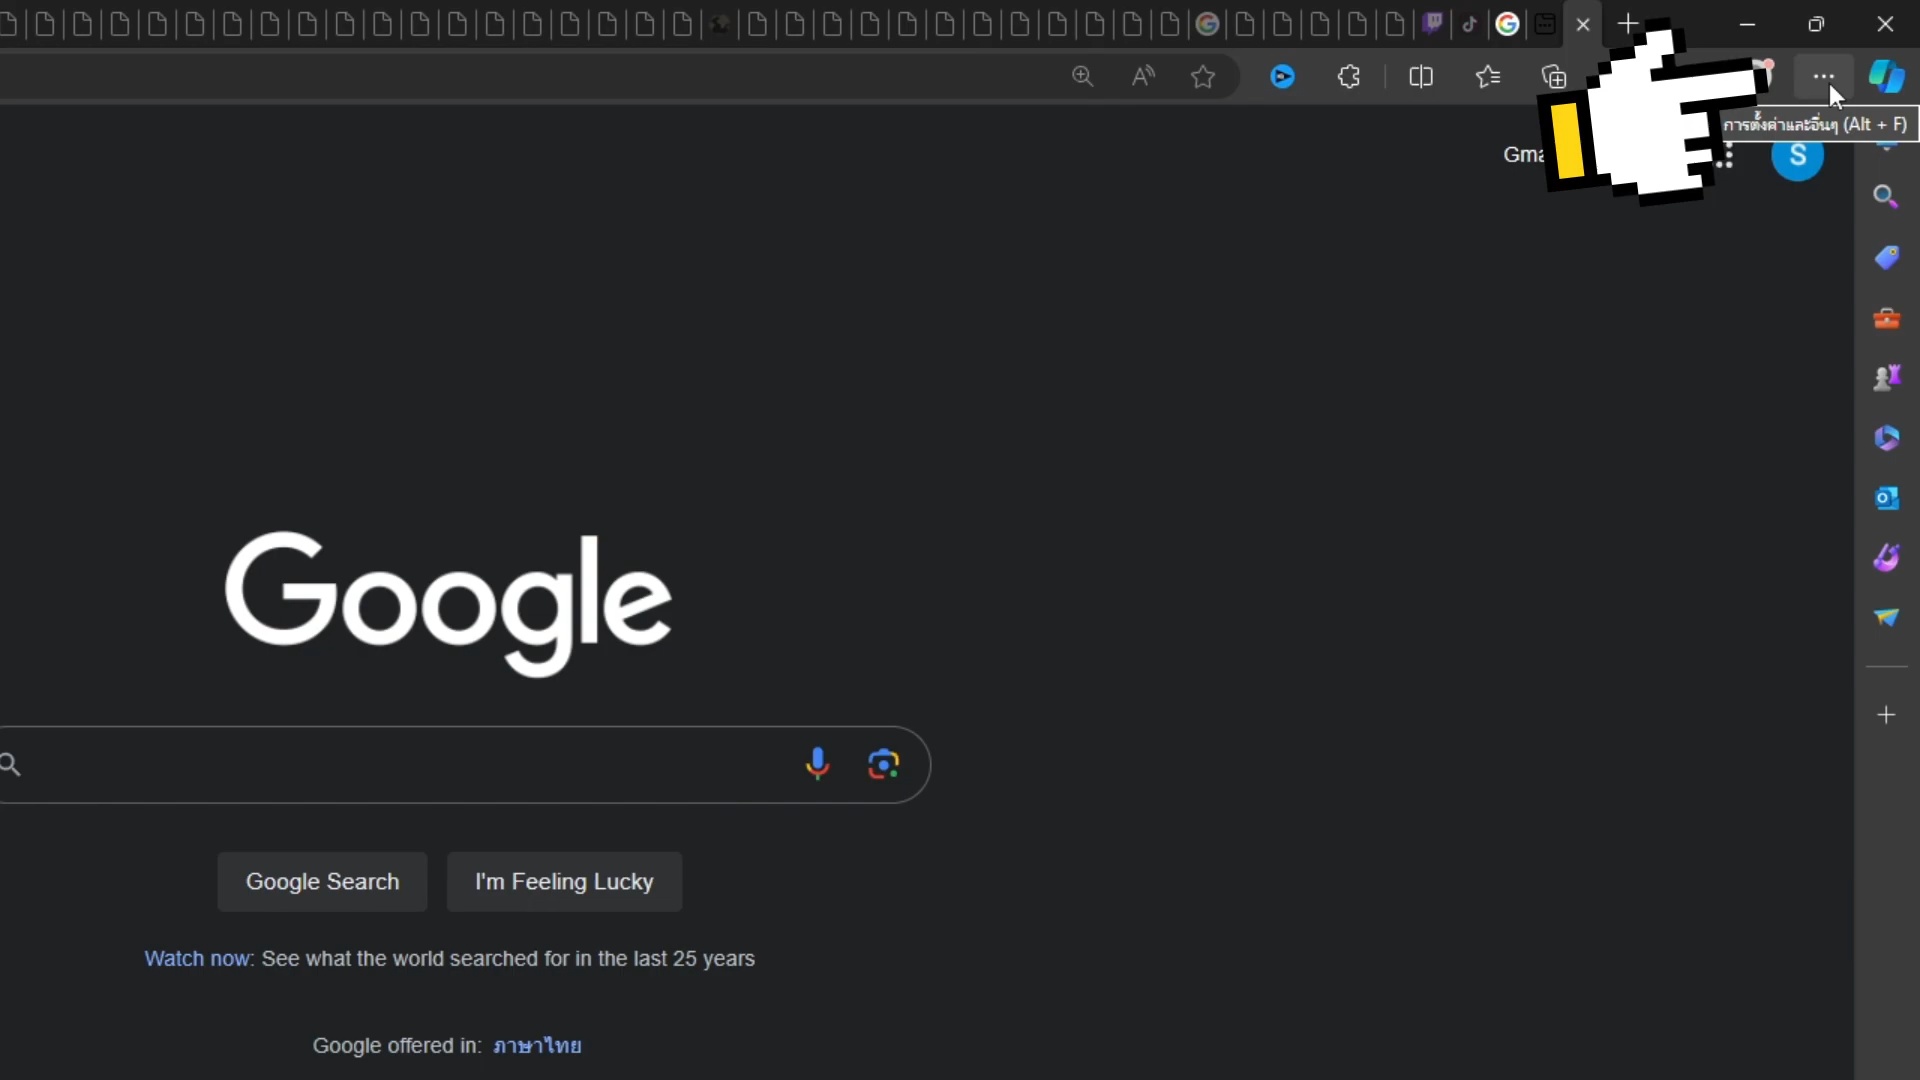 การตั้งค่าและอื่นๆ (Alt + F)
S
Google
Google Search
I'm Feeling Lucky
Watch now: See what the world searched for in the last 25 years
Google offered in: ภาษาไทย